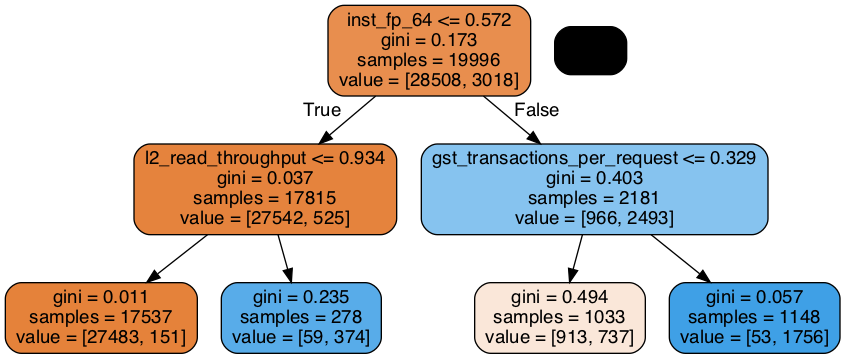 inst_fp_64 <= 0.572
gini = 0.173
samples = 19996
value = [28508, 3018]
True
False
l2_read_throughput <= 0.934
gini = 0.037
samples = 17815
value = [27542, 525]
gst_transactions_per_request <= 0.329
gini = 0.403
samples = 2181
value = [966, 2493]
gini = 0.011
samples = 17537
value = [27483, 151]
gini = 0.235
samples = 278
value = [59, 374]
gini = 0.494
samples = 1033
value = [913, 737]
gini = 0.057
samples = 1148
value = [53, 1756]